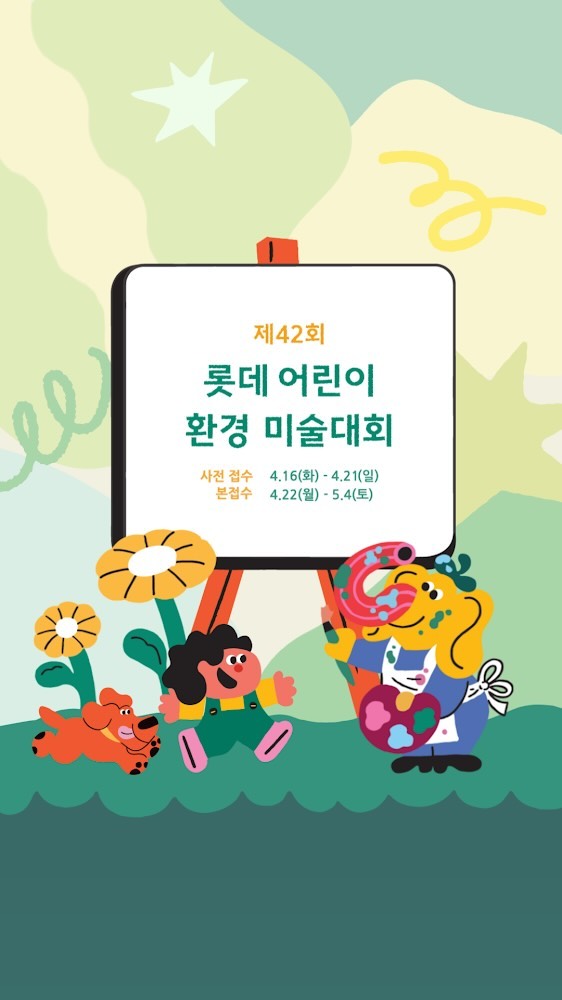 제42회
롯데 어린이
환경 미술대회
사전 접수 4.16(화) - 4.21(일)
본접수 4.22(월) - 5.4(토)